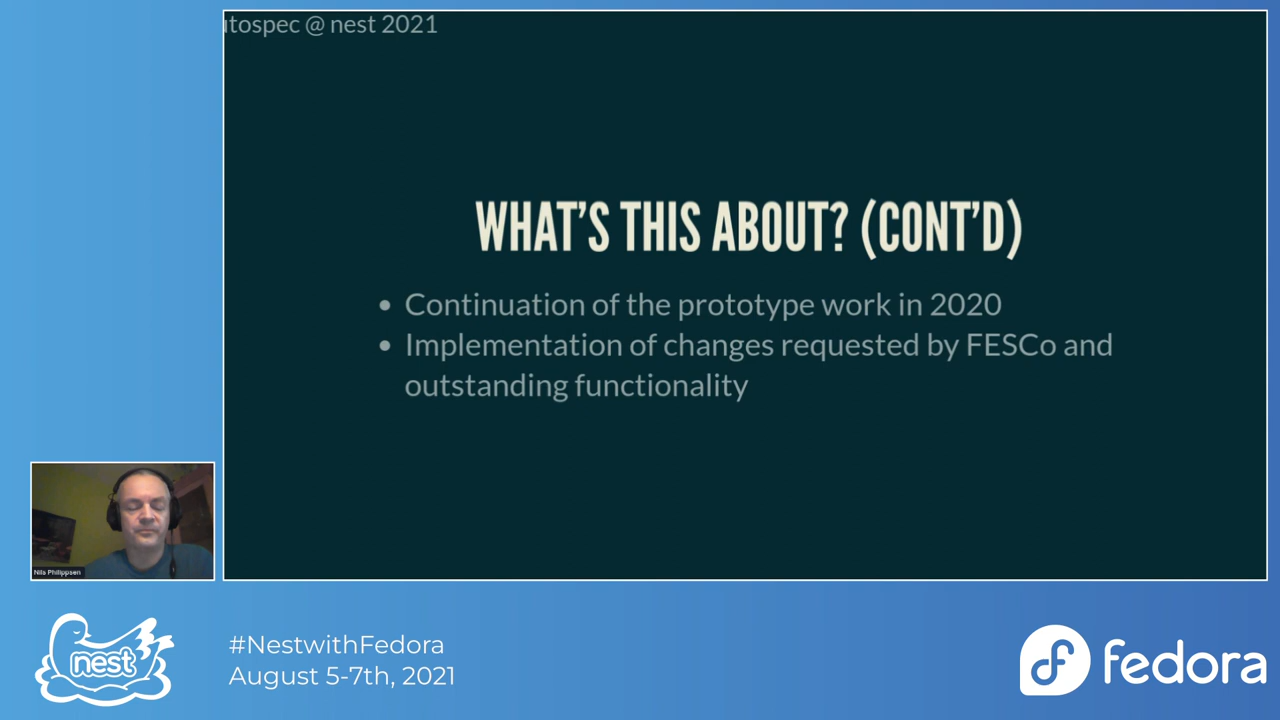 utospec @ nest 2021
WHAT'S THIS ABOUT? (CONT'D)
• Continuation of the prototype work in 2020
• Implementation of changes requested by FESCo and
outstanding functionality
Nils Philippsen
nest
#NestwithFedora
August 5-7th, 2021
fedora